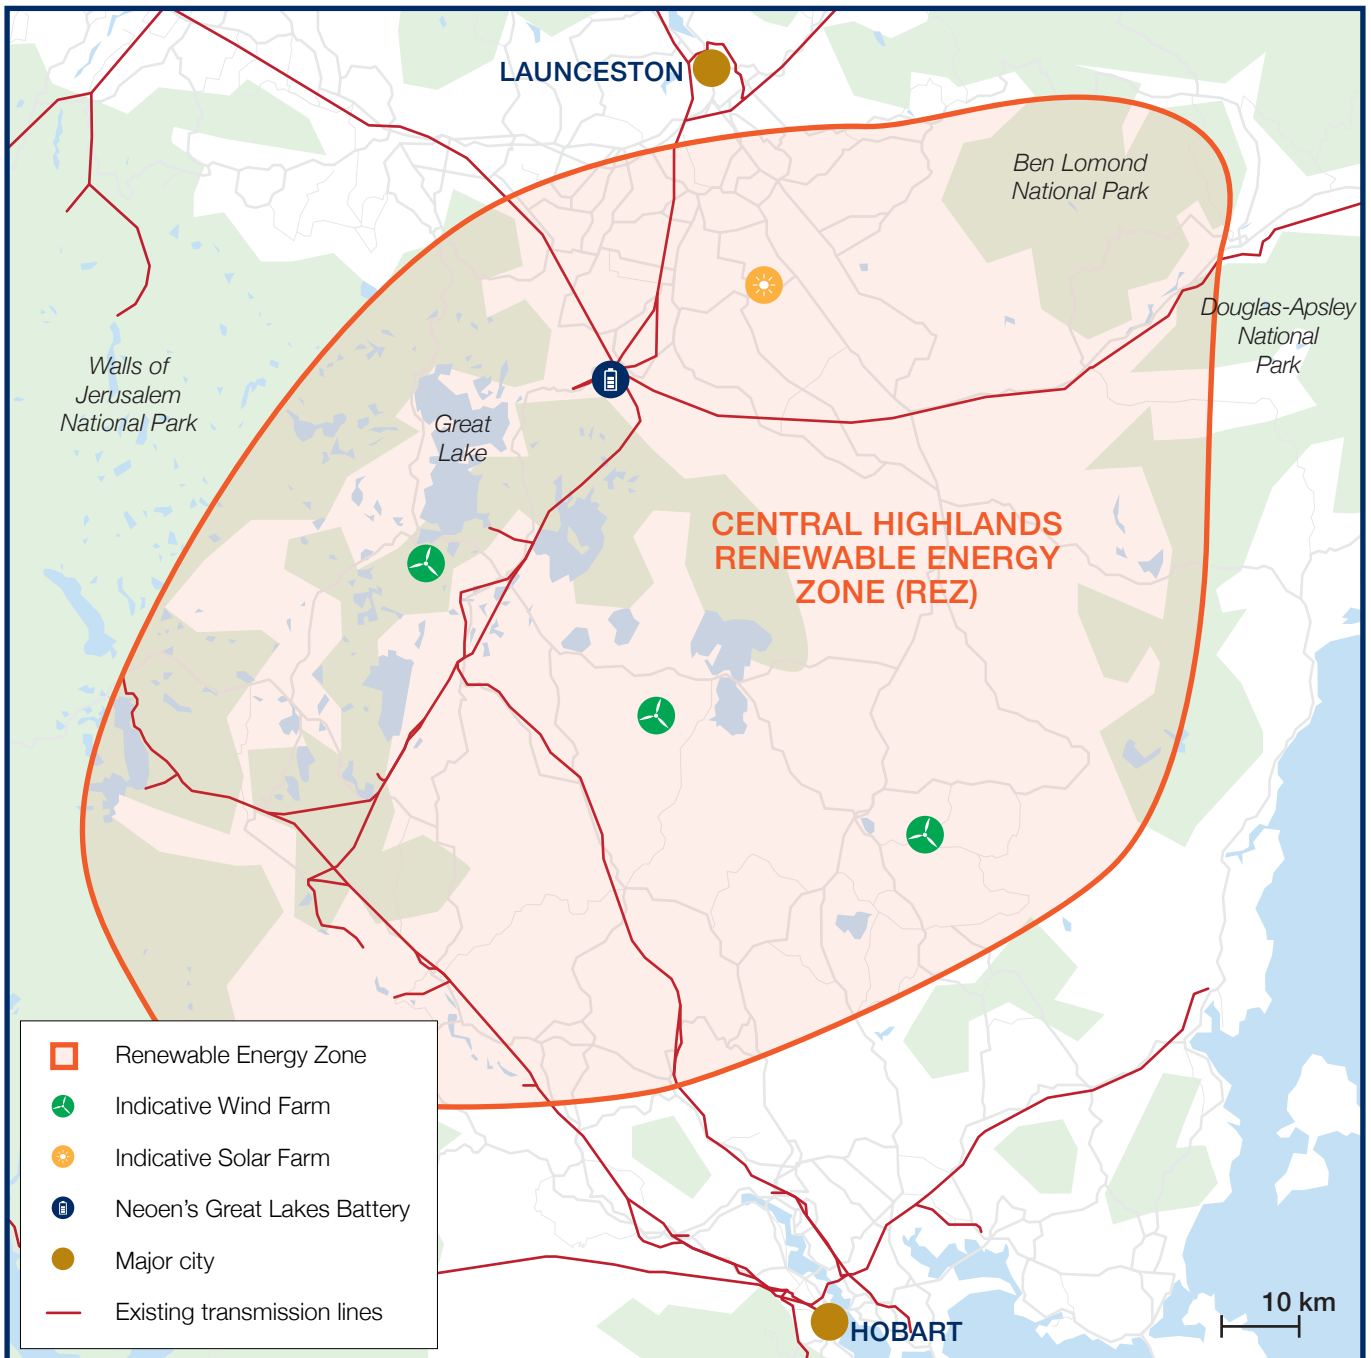 LAUNCESTON
Ben Lomond
National Park
Douglas-Apsley
National
Park
Walls of
Jerusalem
National Park
Great
Lake
CENTRAL HIGHLANDS
RENEWABLE ENERGY
ZONE (REZ)
Renewable Energy Zone
Indicative Wind Farm
Indicative Solar Farm
Neoen's Great Lakes Battery
Major city
Existing transmission lines
10 km
HOBART